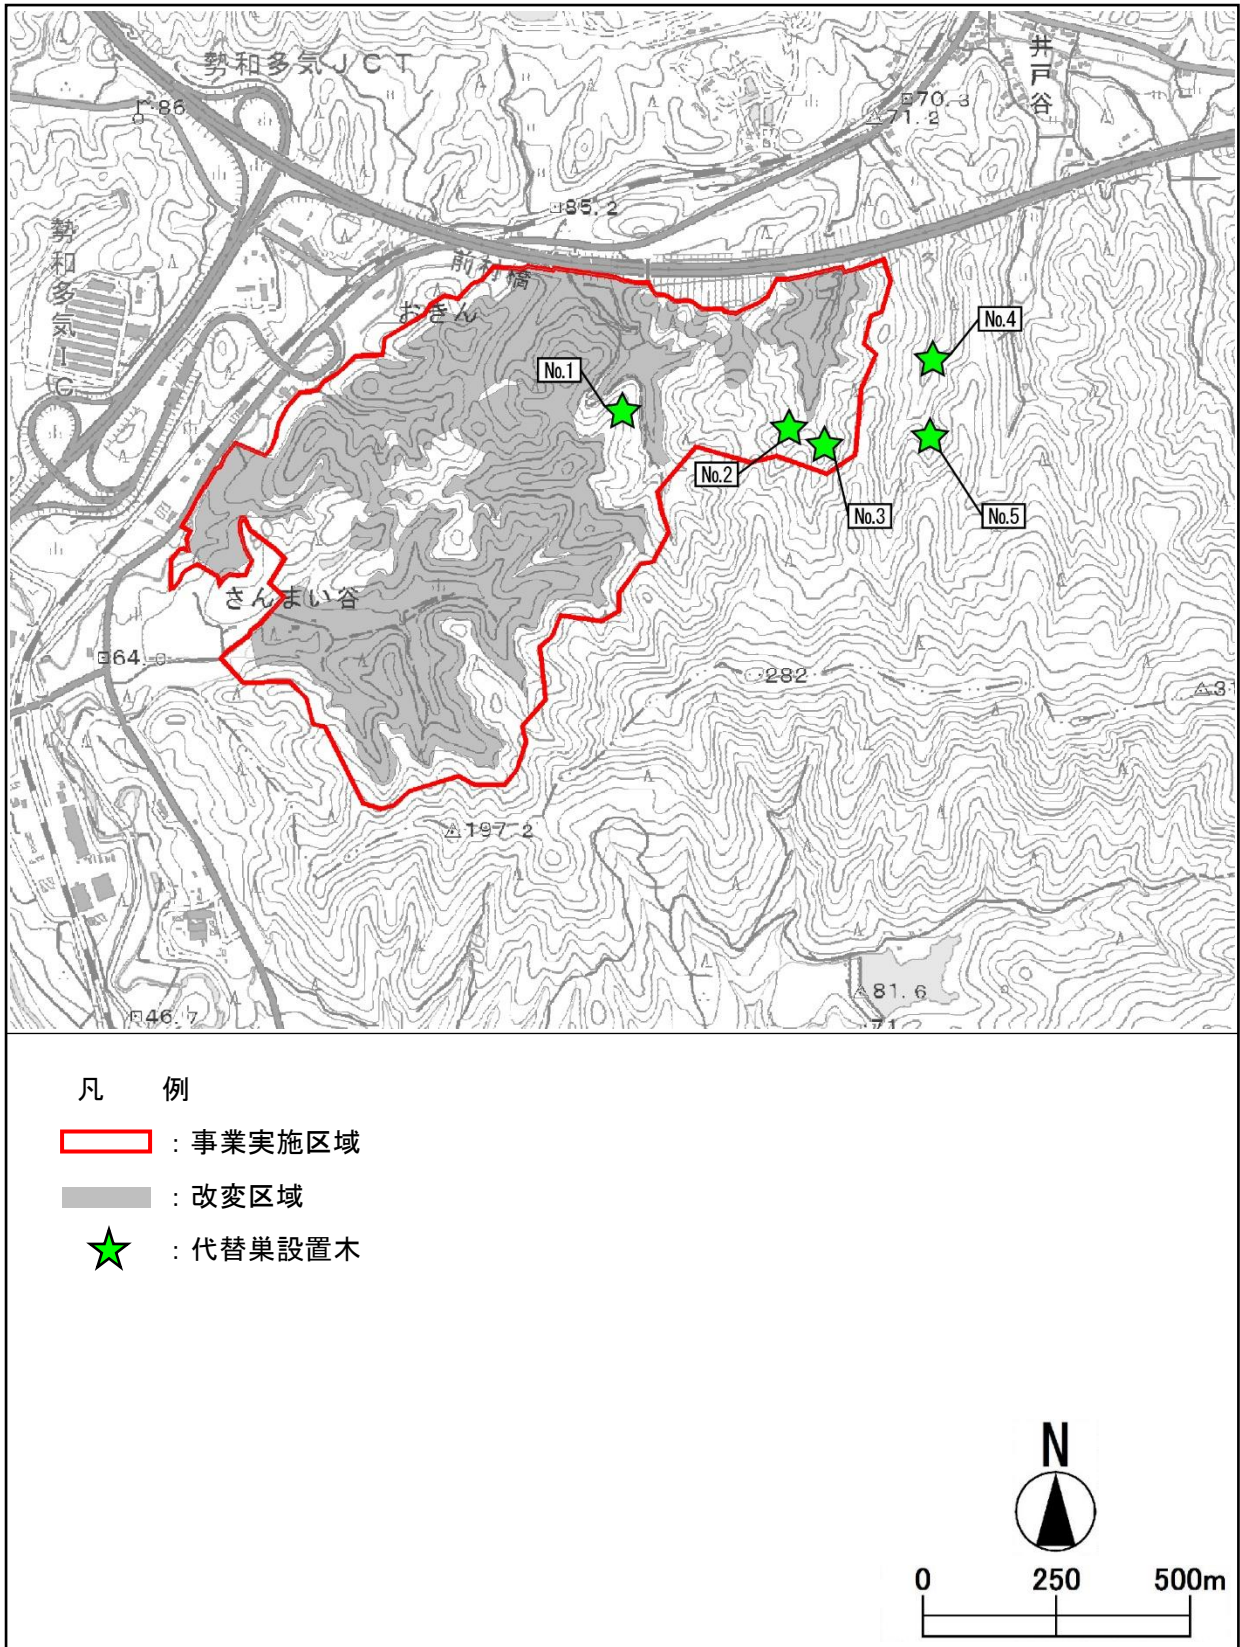 勢和多気JCT
86
井戸谷
70.3
71.2
勢和多気IC
85.2
前村橋
おきん
No.4
No.1
No.2
No.3
No.5
さんまい谷
64.
282
197.2
81.6
46.7
凡 例
：事業実施区域
：改変区域
：代替巣設置木
N
0 250 500m